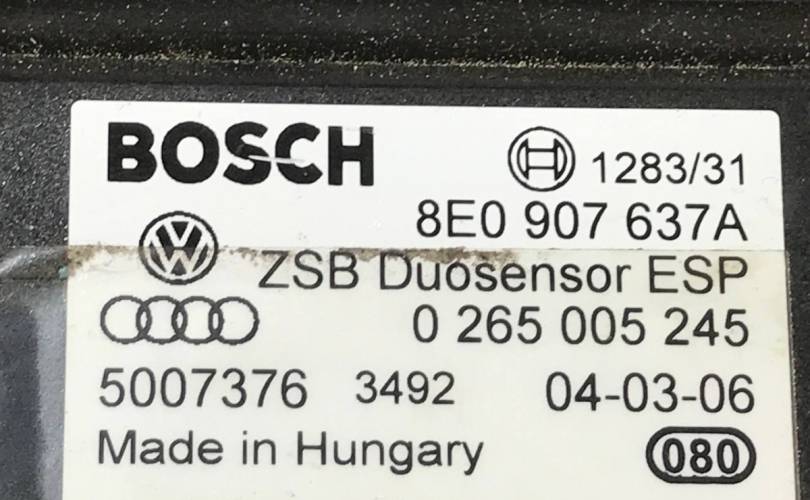 BOSCH 1283/31
8E0 907 637A
ZSB Duosensor ESP
0 265 005 245
5007376 3492 04-03-06
Made in Hungary 080